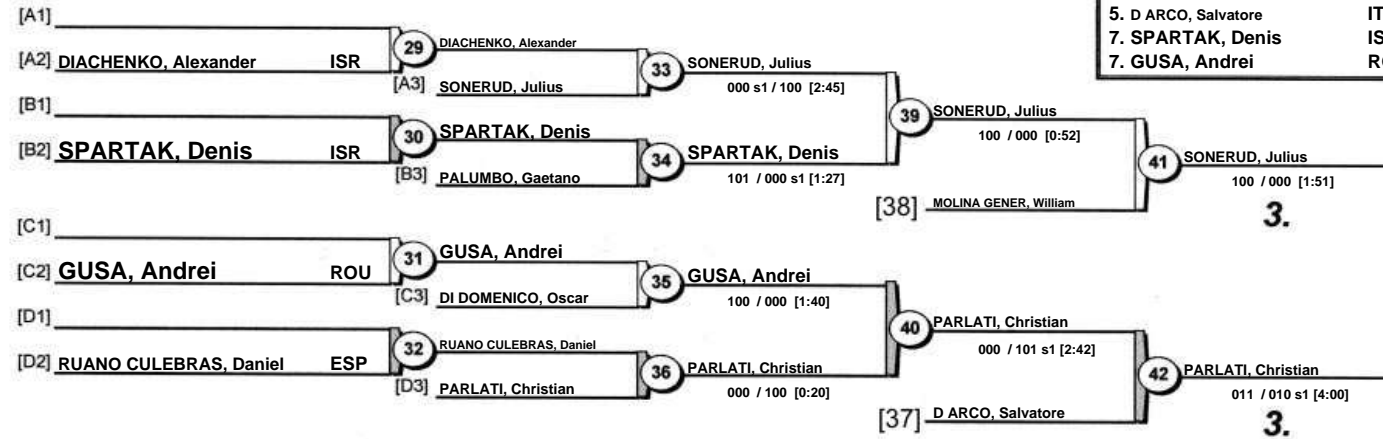 5. D ARCO, Salvatore IT
7. SPARTAK, Denis IS
7. GUSA, Andrei RO
[A1]
[A2] DIACHENKO, Alexander ISR
29 DIACHENKO, Alexander
[A3] SONERUD, Julius
33 SONERUD, Julius
000 s1 / 100 [2:45]
[B1]
[B2] SPARTAK, Denis ISR
30 SPARTAK, Denis
[B3] PALUMBO, Gaetano
34 SPARTAK, Denis
101 / 000 s1 [1:27]
39 SONERUD, Julius
100 / 000 [0:52]
[38] MOLINA GENER, William
41 SONERUD, Julius
100 / 000 [1:51]
3.
[C1]
[C2] GUSA, Andrei ROU
31 GUSA, Andrei
[C3] DI DOMENICO, Oscar
35 GUSA, Andrei
100 / 000 [1:40]
[D1]
[D2] RUANO CULEBRAS, Daniel ESP
32 RUANO CULEBRAS, Daniel
[D3] PARLATI, Christian
36 PARLATI, Christian
000 / 100 [0:20]
40 PARLATI, Christian
000 / 101 s1 [2:42]
[37] D ARCO, Salvatore
42 PARLATI, Christian
011 / 010 s1 [4:00]
3.